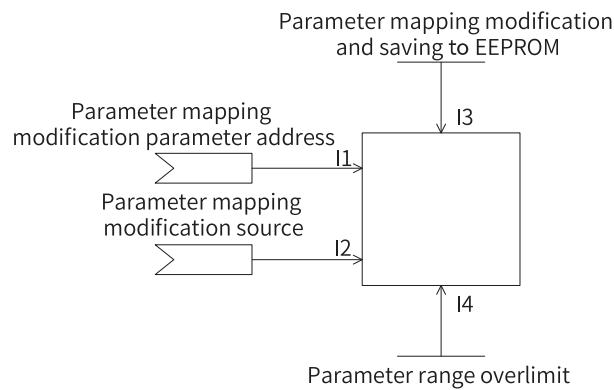 Parameter mapping modification
and saving to EEPROM
I3
Parameter mapping
modification parameter address
I1
Parameter mapping
modification source
I2
I4
Parameter range overlimit